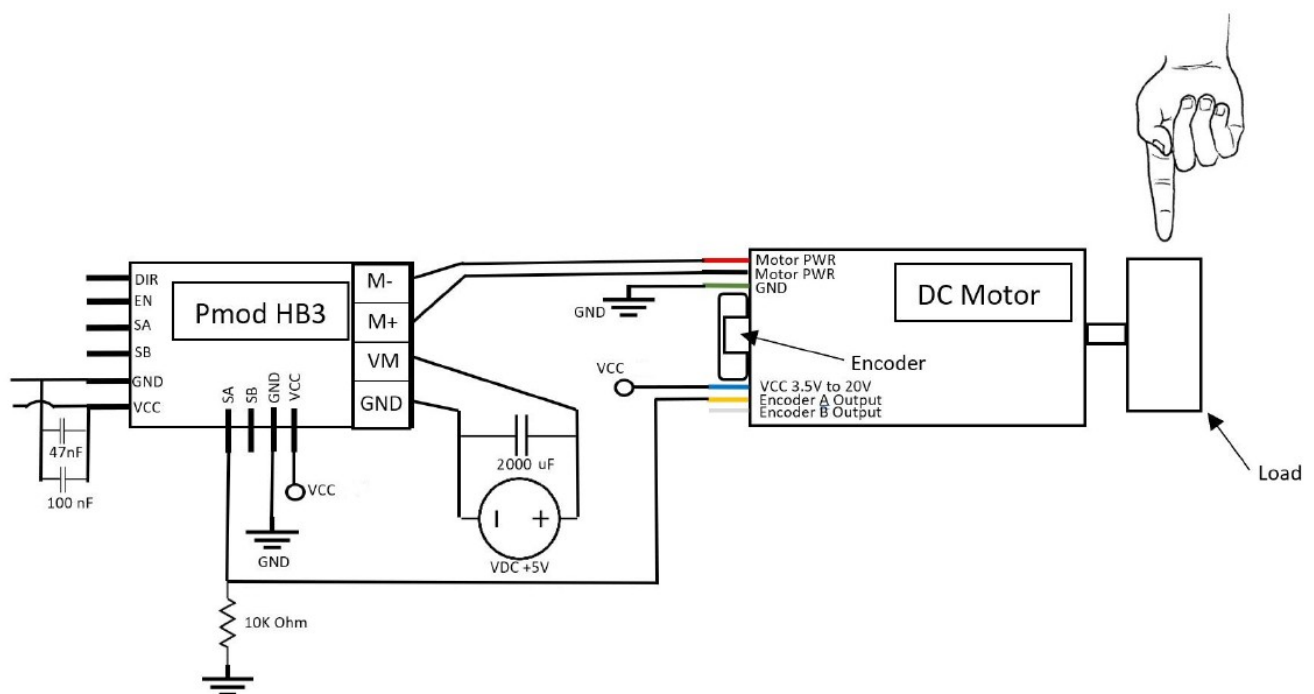 DIR
EN
SA
SB
GND
VCC
Pmod HB3
M-
M+
VM
GND
SA
SB
GND
VCC
47nF
100 nF
VCC
GND
10K Ohm
2000 uF
VDC +5V
Motor PWR
Motor PWR
GND
GND
DC Motor
Encoder
VCC
VCC 3.5V to 20V
Encoder A Output
Encoder B Output
Load